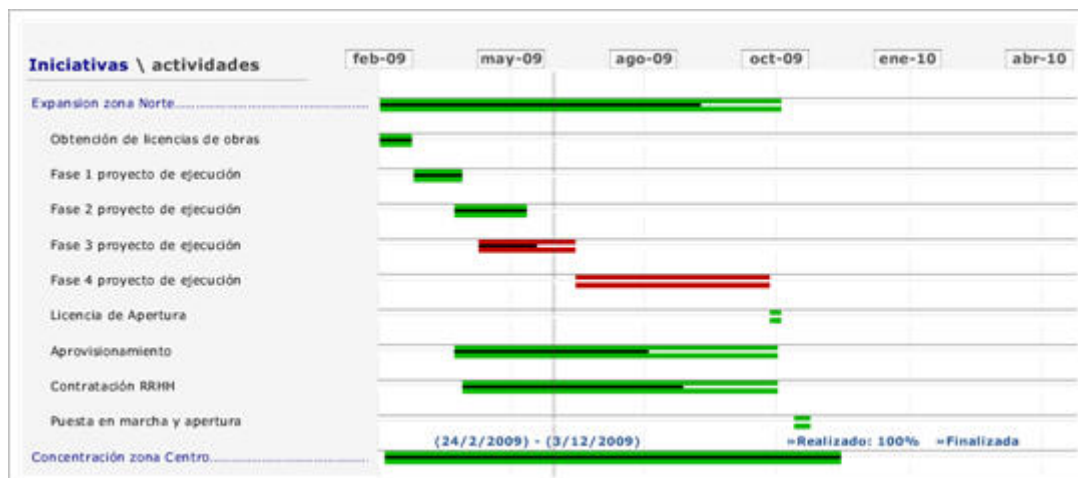 feb-09 may-09 ago-09 oct-09 ene-10 abr-10
Iniciativas \ actividades
Expansion zona Norte
Obtención de licencias de obras
Fase 1 proyecto de ejecución
Fase 2 proyecto de ejecución
Fase 3 proyecto de ejecución
Fase 4 proyecto de ejecución
Licencia de Apertura
Aprovisionamiento
Contratación RRHH
Puesta en marcha y apertura
(24/2/2009) - (3/12/2009) »Realizado: 100% »Finalizada
Concentración zona Centro